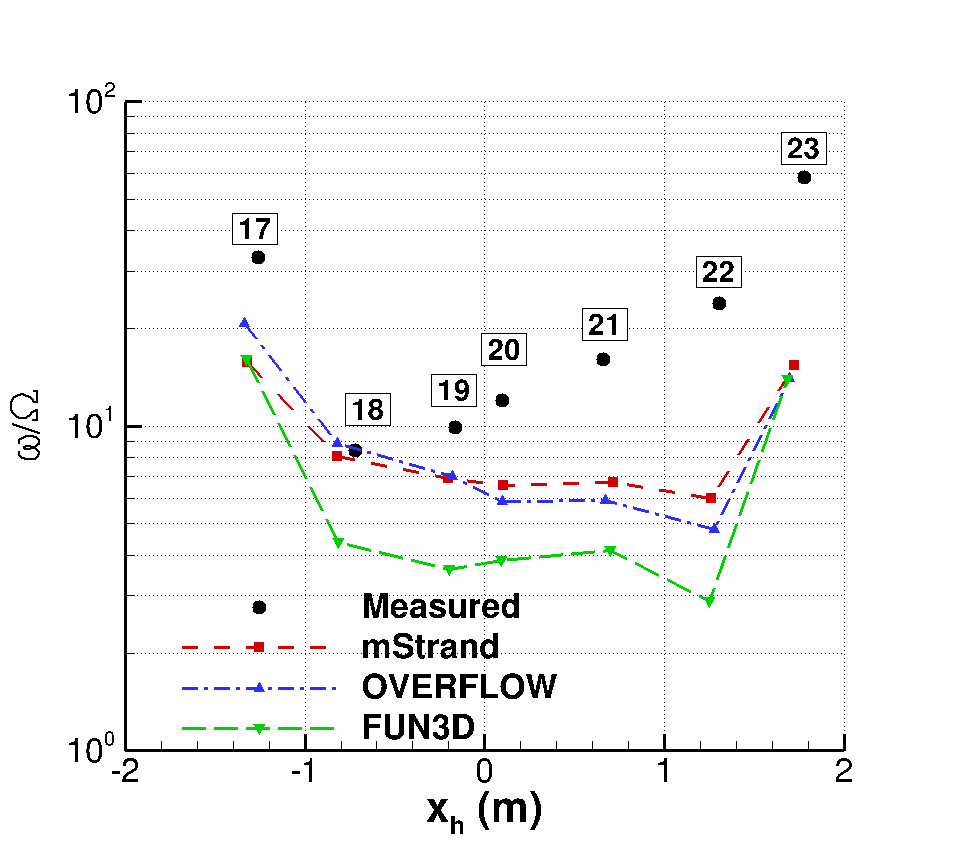 10²
23
17
22
21
20
19
18
ω/Ω
10¹
Measured
mStrand
OVERFLOW
FUN3D
10⁰
-2 -1 0 1 2
xₕ (m)